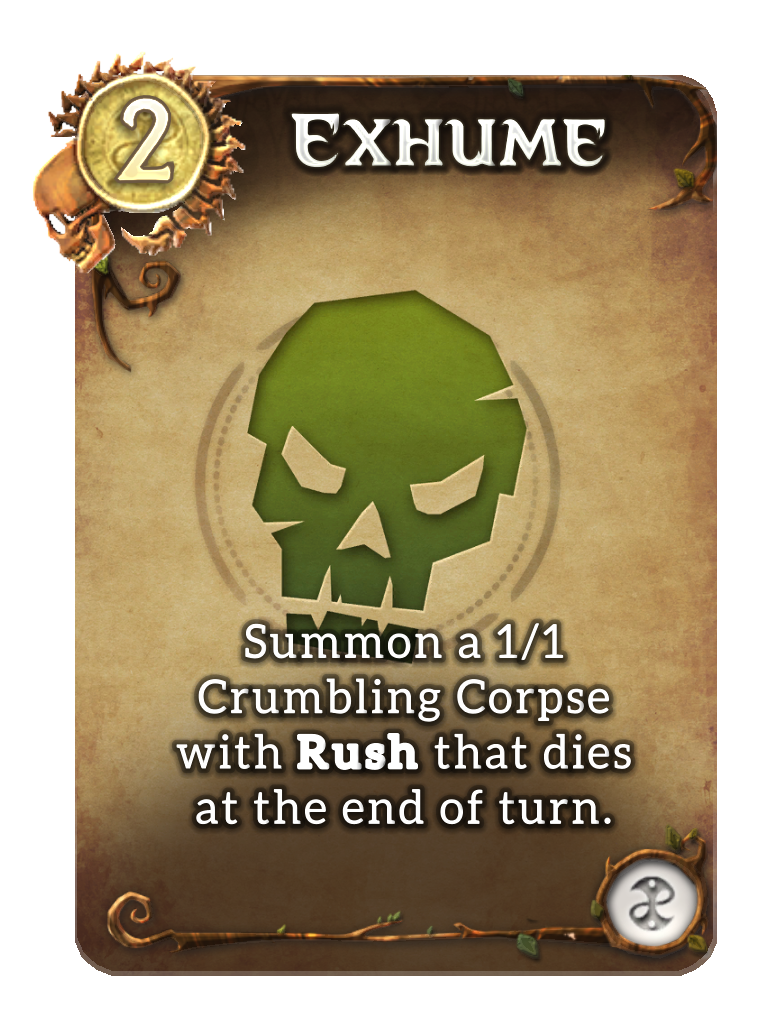 2
Exhume
Summon a 1/1
Crumbling Corpse
with Rush that dies
at the end of turn.